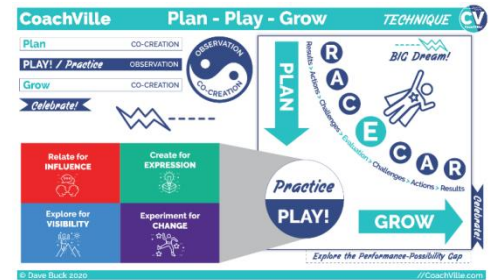 CoachVille
Plan - Play - Grow
TECHNIQUE CV
Plan CO-CREATION
PLAY! / Practice OBSERVATION
Grow CO-CREATION
Celebrate!
OBSERVATION
CO-CREATION
PLAN
RACECAR
Results > Actions > Challenges > Evaluation > Challenges > Actions > Results
BIG Dream!
Relate for
INFLUENCE
Create for
EXPRESSION
Explore for
VISIBILITY
Experiment for
CHANGE
Practice
PLAY!
GROW
Celebrate!
Explore the Performance-Possibility Gap
© Dave Buck 2020
//CoachVille.com